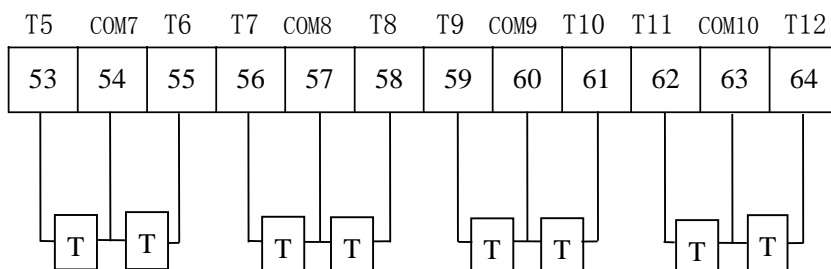 T5 COM7 T6 T7 COM8 T8 T9 COM9 T10 T11 COM10 T12
53 54 55 56 57 58 59 60 61 62 63 64
T T T T T T T T